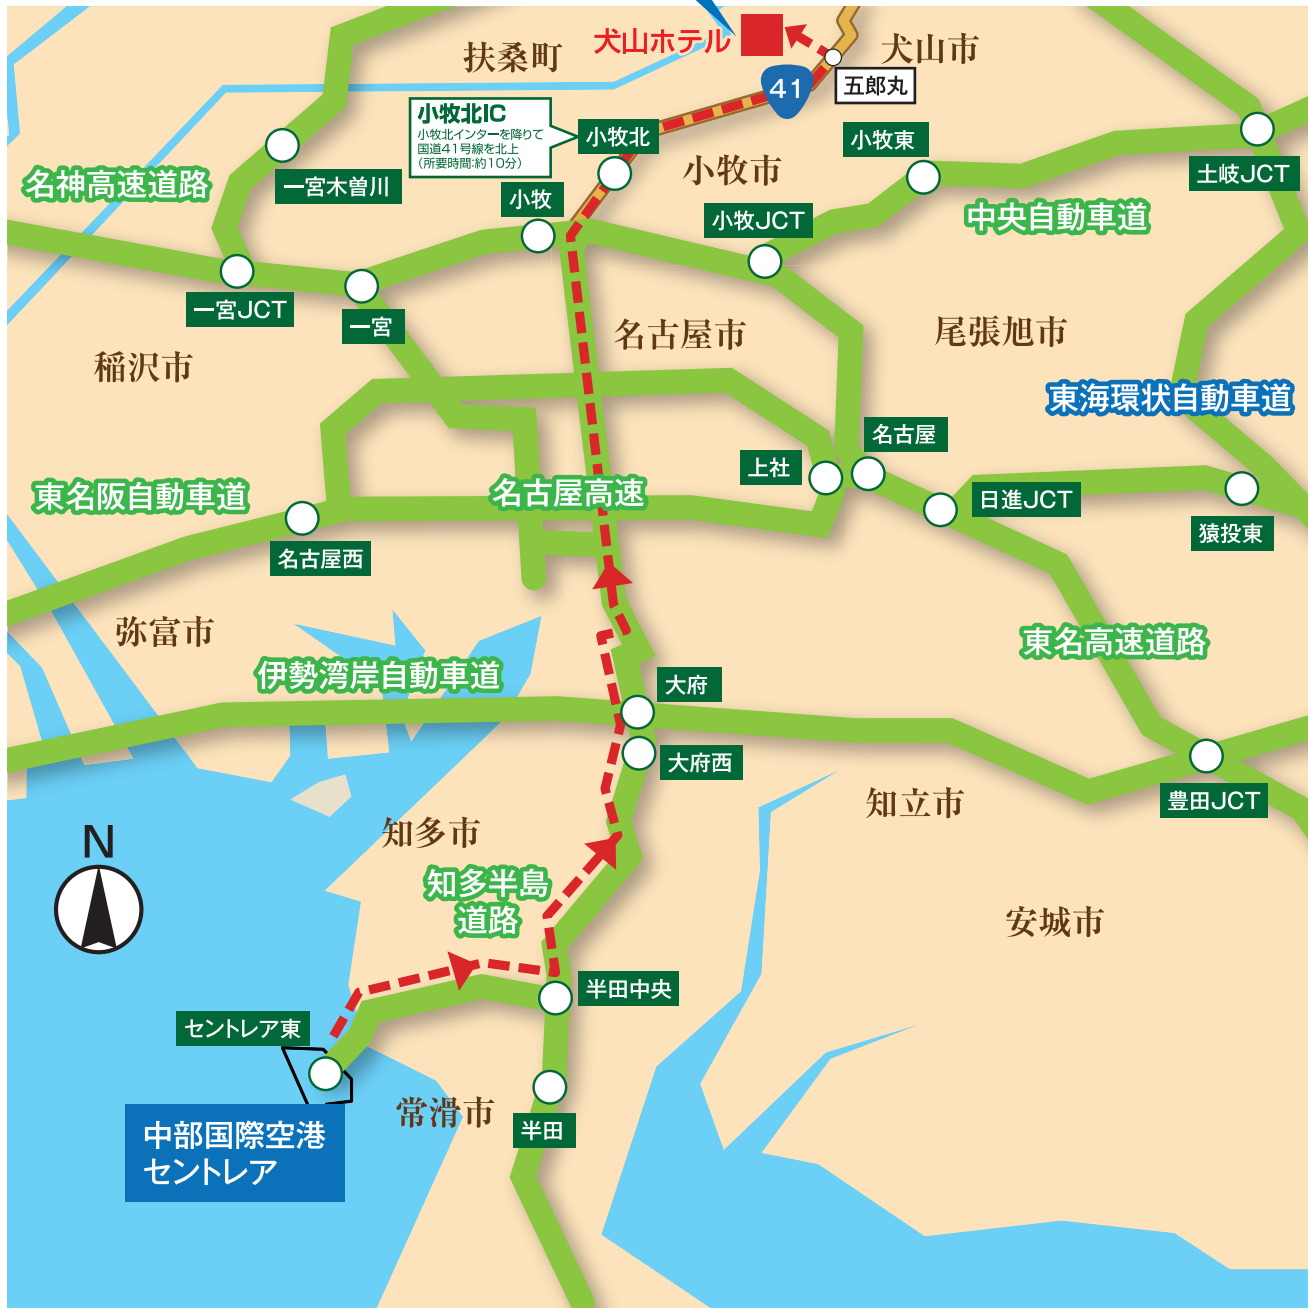 扶桑町
犬山ホテル
犬山市
41
五郎丸
小牧北IC
小牧北インターを降りて
国道41号線を北上
(所要時間:約10分)
小牧北
小牧東
土岐JCT
名神高速道路
一宮木曽川
小牧市
小牧
小牧JCT
中央自動車道
一宮JCT
一宮
名古屋市
尾張旭市
稲沢市
東海環状自動車道
名古屋
上社
東名阪自動車道
名古屋高速
日進JCT
猿投東
名古屋西
弥富市
東名高速道路
伊勢湾岸自動車道
大府
大府西
豊田JCT
知立市
知多市
N
知多半島
道路
安城市
半田中央
セントレア東
常滑市
半田
中部国際空港
セントレア